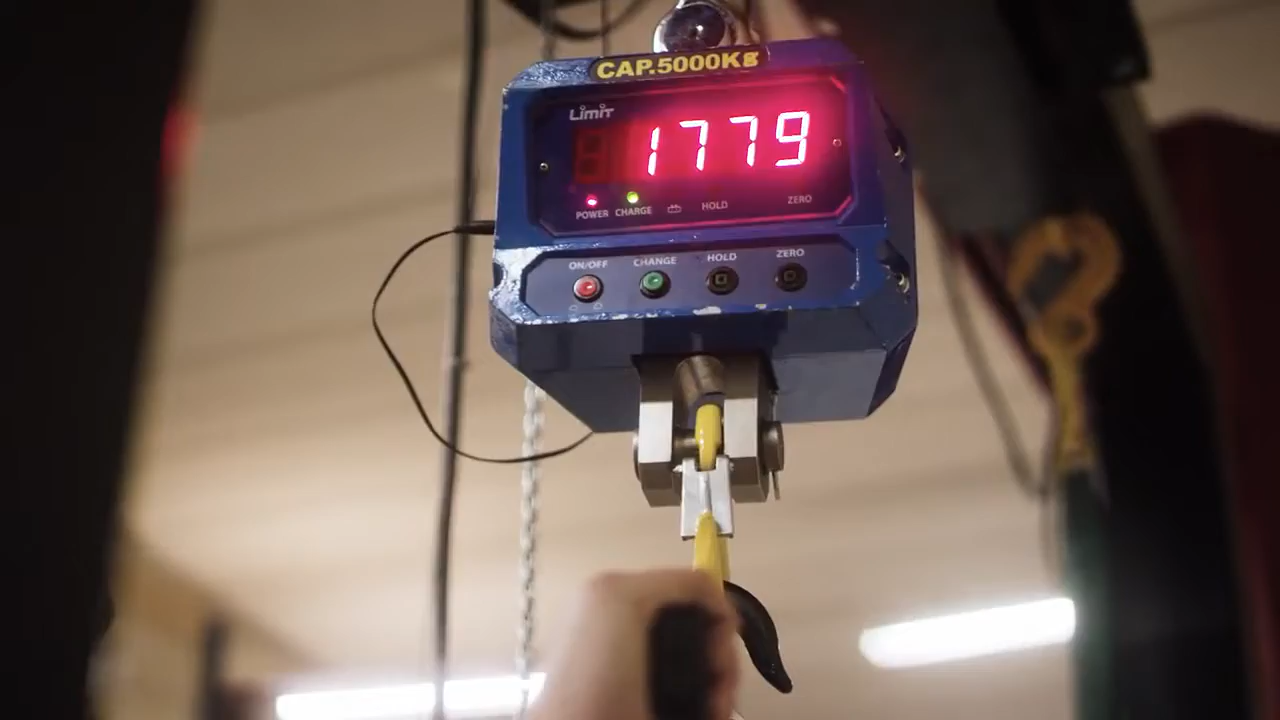 CAP.5000Kg
Limit
1779
POWER CHARGE HOLD ZERO
ON/OFF CHANGE HOLD ZERO